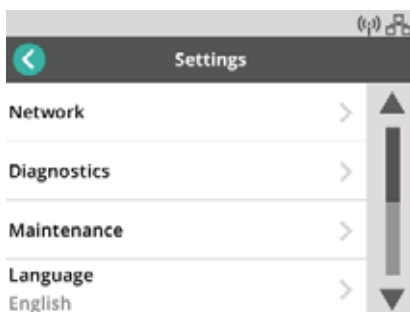 Settings
Network
Diagnostics
Maintenance
Language
English